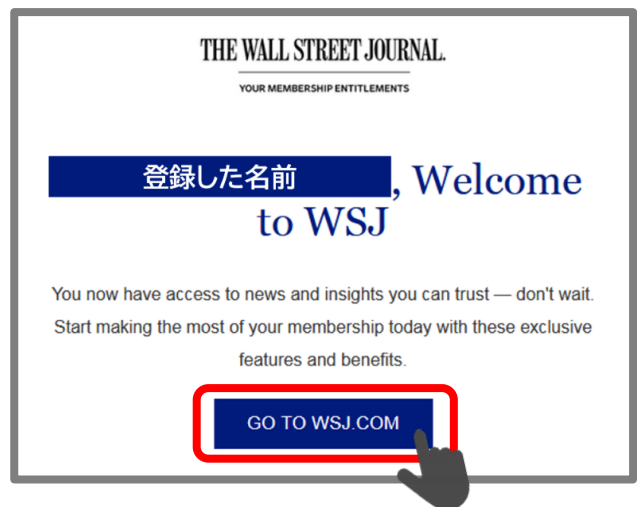 THE WALL STREET JOURNAL.
YOUR MEMBERSHIP ENTITLEMENTS
登録した名前, Welcome
to WSJ
You now have access to news and insights you can trust — don't wait.
Start making the most of your membership today with these exclusive
features and benefits.
GO TO WSJ.COM